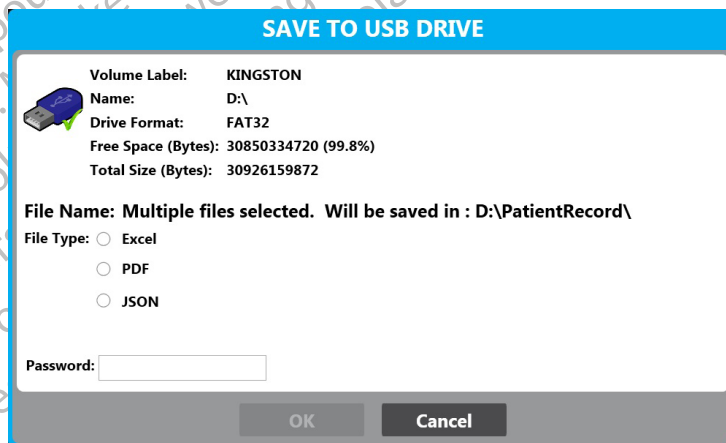 SAVE TO USB DRIVE
Volume Label: KINGSTON
Name: D:\
Drive Format: FAT32
Free Space (Bytes): 30850334720 (99.8%)
Total Size (Bytes): 30926159872
File Name: Multiple files selected. Will be saved in : D:\PatientRecord\
File Type: Excel
PDF
JSON
Password:
OK Cancel